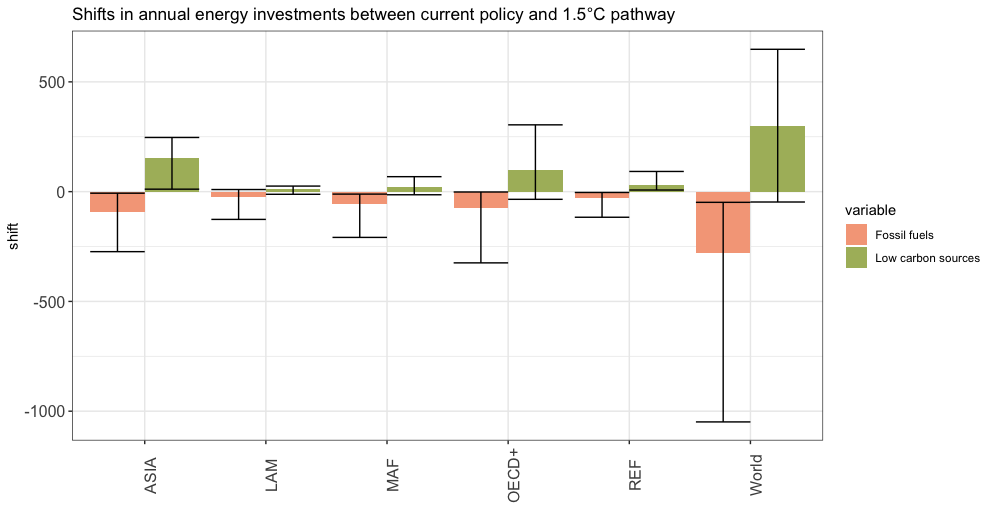 Shifts in annual energy investments between current policy and 1.5°C pathway
shift
500
0
-500
-1000
ASIA
LAM
MAF
OECD+
REF
World
variable
Fossil fuels
Low carbon sources